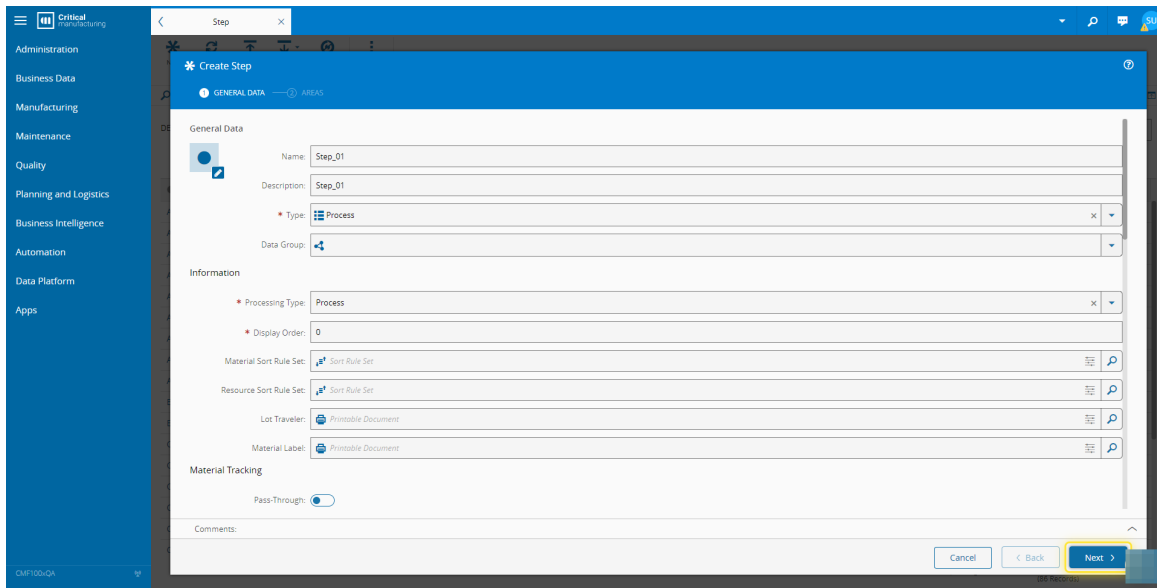 Critical
manufacturing
Step
SU
Administration
Business Data
Manufacturing
Maintenance
Quality
Planning and Logistics
Business Intelligence
Automation
Data Platform
Apps
CMF100xQA
Create Step
1 GENERAL DATA
2 AREAS
General Data
Name: Step_01
Description: Step_01
* Type: Process
Data Group:
Information
* Processing Type: Process
* Display Order: 0
Material Sort Rule Set: Sort Rule Set
Resource Sort Rule Set: Sort Rule Set
Lot Traveler: Printable Document
Material Label: Printable Document
Material Tracking
Pass-Through:
Comments:
Cancel
Back
Next